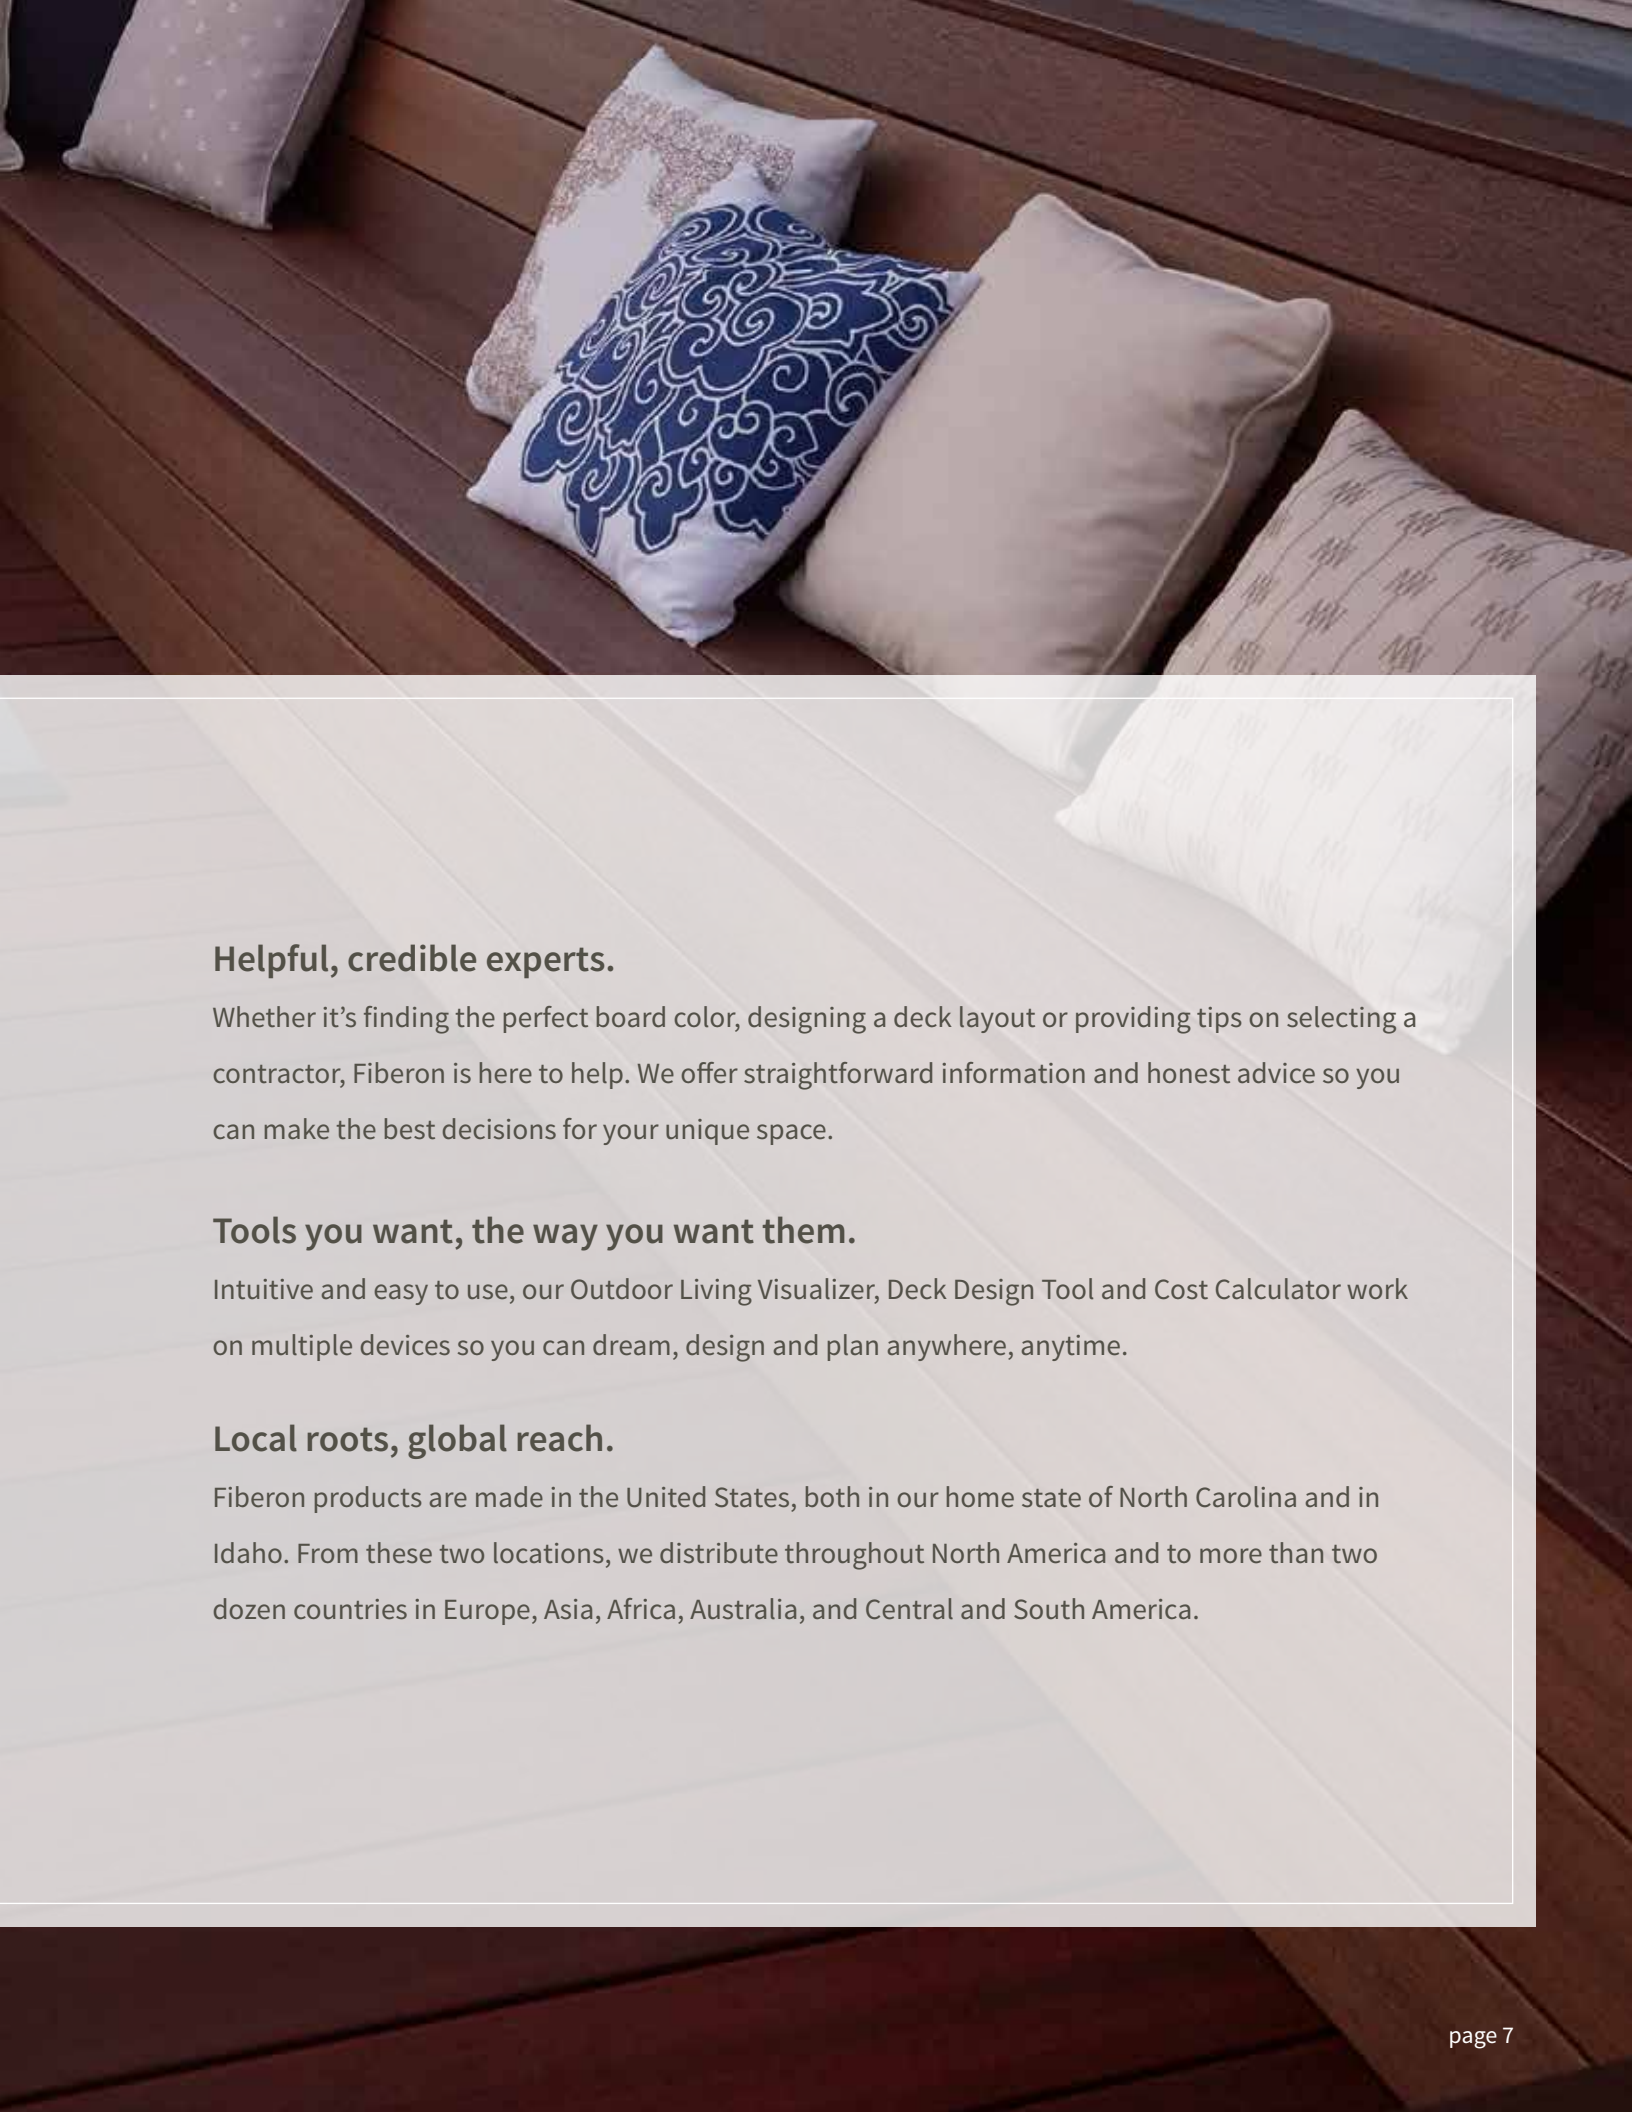 Helpful, credible experts.
Whether it’s finding the perfect board color, designing a deck layout or providing tips on selecting a
contractor, Fiberon is here to help. We offer straightforward information and honest advice so you
can make the best decisions for your unique space.
Tools you want, the way you want them.
Intuitive and easy to use, our Outdoor Living Visualizer, Deck Design Tool and Cost Calculator work
on multiple devices so you can dream, design and plan anywhere, anytime.
Local roots, global reach.
Fiberon products are made in the United States, both in our home state of North Carolina and in
Idaho. From these two locations, we distribute throughout North America and to more than two
dozen countries in Europe, Asia, Africa, Australia, and Central and South America.
page 7